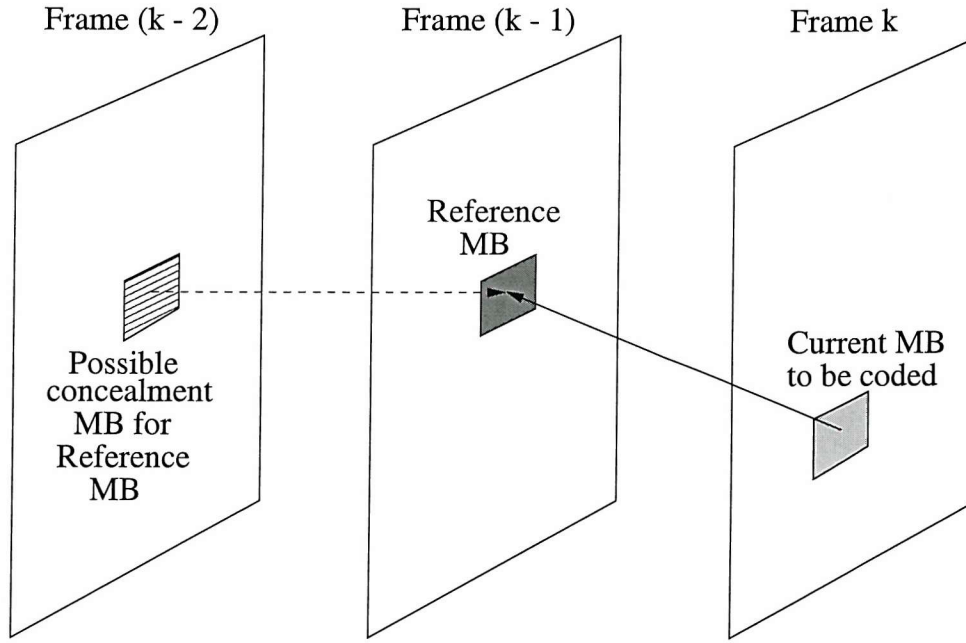 Frame (k - 2)
Frame (k - 1)
Frame k
Reference
MB
Possible
concealment
MB for
Reference
MB
Current MB
to be coded